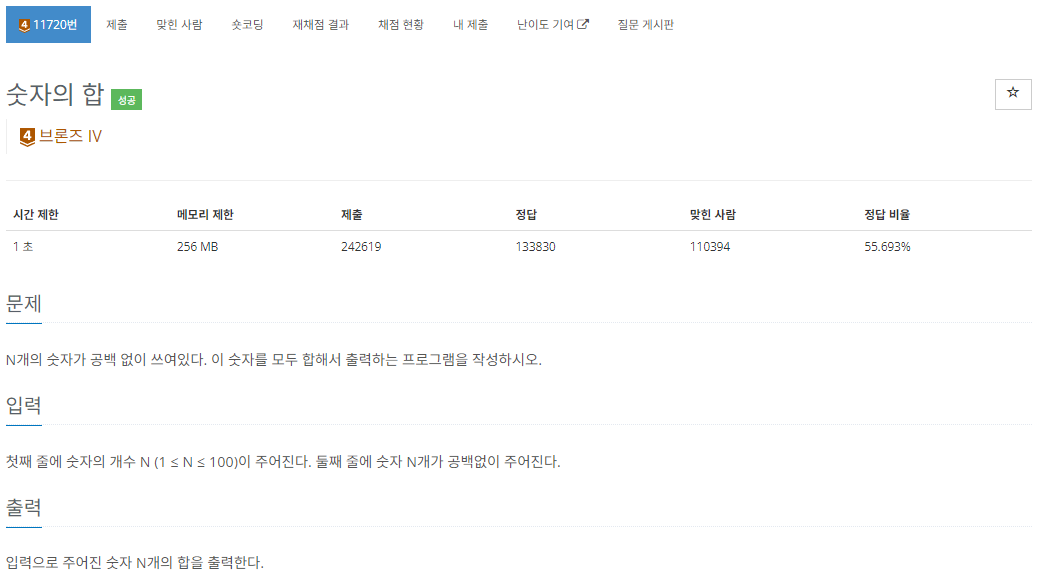 4 11720번 제출 맞힌 사람 숏코딩 재채점 결과 채점 현황 내 제출 난이도 기여 질문 게시판
숫자의 합 성공
4 브론즈 IV
시간 제한 메모리 제한 제출 정답 맞힌 사람 정답 비율
1 초 256 MB 242619 133830 110394 55.693%
문제
N개의 숫자가 공백 없이 쓰여있다. 이 숫자를 모두 합해서 출력하는 프로그램을 작성하시오.
입력
첫째 줄에 숫자의 개수 N (1 ≤ N ≤ 100)이 주어진다. 둘째 줄에 숫자 N개가 공백없이 주어진다.
출력
입력으로 주어진 숫자 N개의 합을 출력한다.